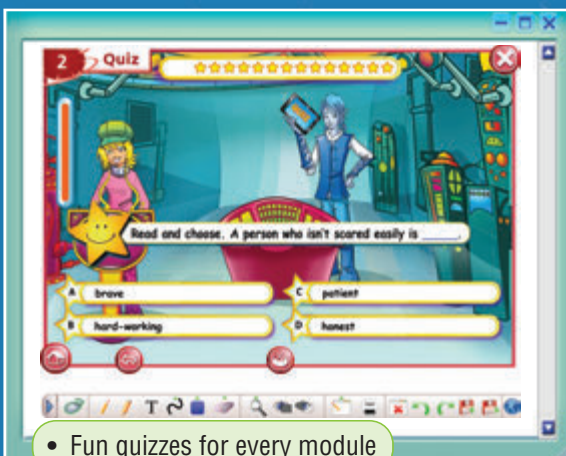 2 Quiz
Read and choose. A person who isn't scared easily is ______.
A brave
C patient
B hard-working
D honest
T
• Fun quizzes for every module